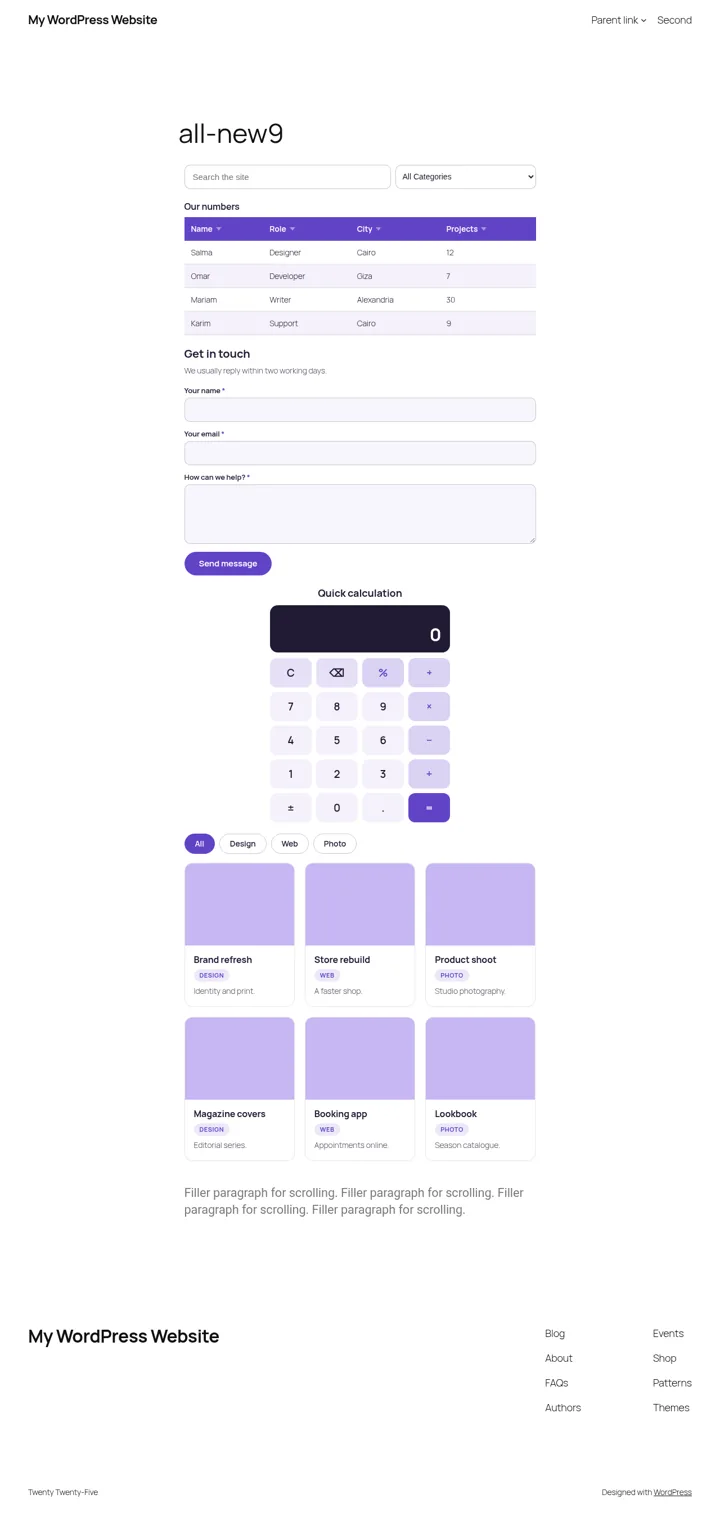 My WordPress Website
Parent link Second
all-new9
Search the site
All Categories
Our numbers
Name Role City Projects
Salma Designer Cairo 12
Omar Developer Giza 7
Mariam Writer Alexandria 30
Karim Support Cairo 9
Get in touch
We usually reply within two working days.
Your name *
Your email *
How can we help? *
Send message
Quick calculation
0
C ⌫ % ÷
7 8 9 ×
4 5 6 −
1 2 3 +
± 0 . =
All Design Web Photo
Brand refresh Store rebuild Product shoot
DESIGN WEB PHOTO
Identity and print. A faster shop. Studio photography.
Magazine covers Booking app Lookbook
DESIGN WEB PHOTO
Editorial series. Appointments online. Season catalogue.
Filler paragraph for scrolling. Filler paragraph for scrolling. Filler
paragraph for scrolling. Filler paragraph for scrolling.
My WordPress Website
Blog Events
About Shop
FAQs Patterns
Authors Themes
Twenty Twenty-Five
Designed with WordPress